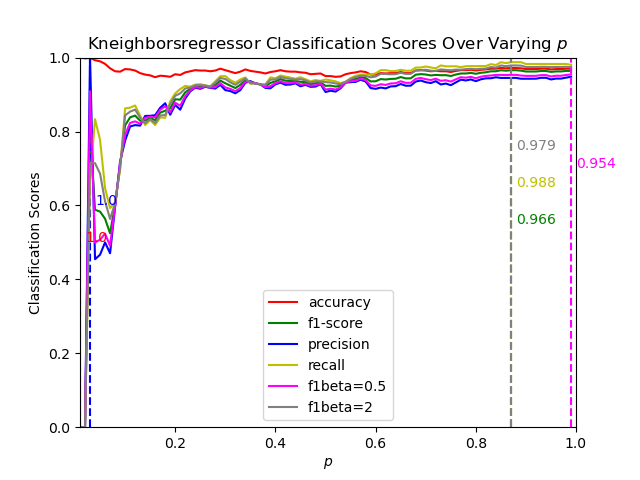 Kneighborsregressor Classification Scores Over Varying p
Classification Scores
1.0
0.8
0.6
0.4
0.2
0.0
0.2
0.4
0.6
0.8
1.0
p
1.0
1.0
0.979
0.988
0.966
0.954
accuracy
f1-score
precision
recall
f1beta=0.5
f1beta=2